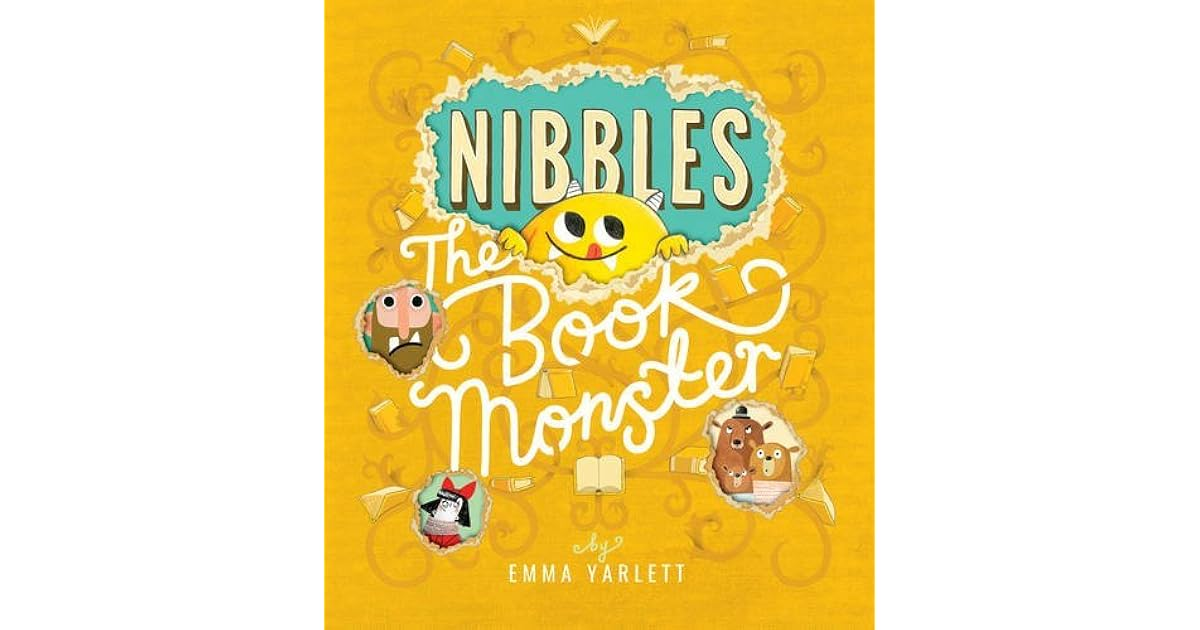 NIBBLES
The
Book
Monster
by
EMMA YARLETT